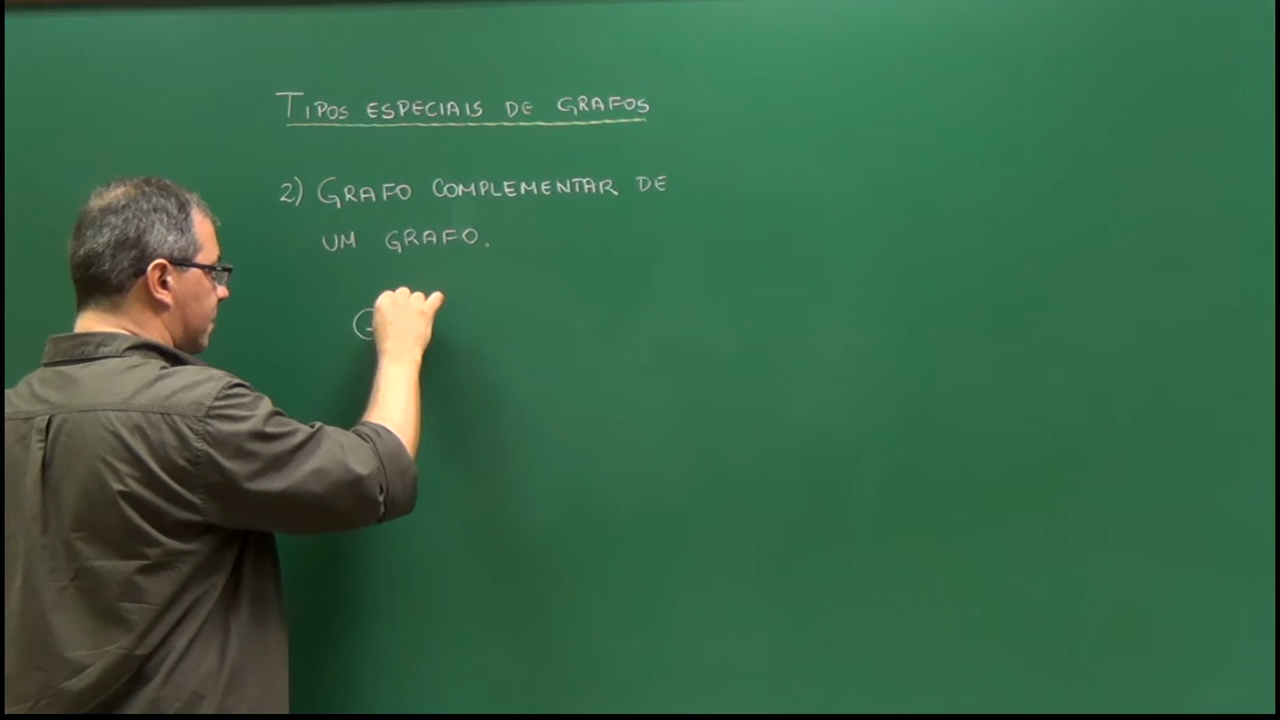 TIPOS ESPECIAIS DE GRAFOS
2) GRAFO COMPLEMENTAR DE
UM GRAFO.
G